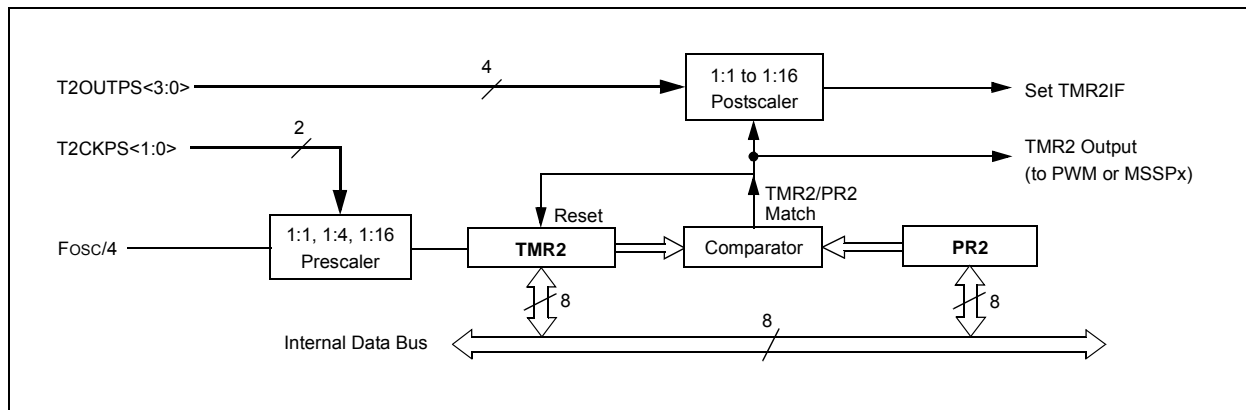 4
1:1 to 1:16
Postscaler
T2OUTPS<3:0>
Set TMR2IF
2
T2CKPS<1:0>
TMR2 Output
(to PWM or MSSPx)
TMR2/PR2
Match
Reset
1:1, 1:4, 1:16
Prescaler
FOSC/4
TMR2
Comparator
PR2
8
8
8
Internal Data Bus